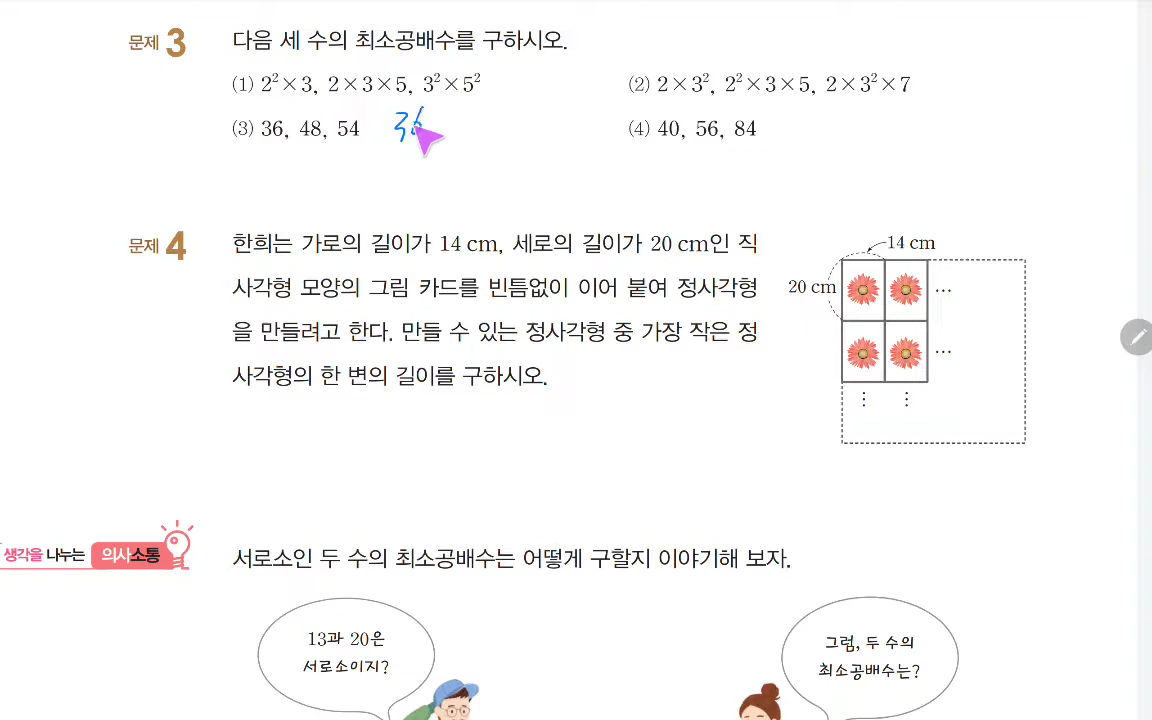 문제 3 다음 세 수의 최소공배수를 구하시오.
(1) 2²×3, 2×3×5, 3²×5²
(2) 2×3², 2²×3×5, 2×3²×7
(3) 36, 48, 54
(4) 40, 56, 84
문제 4 한희는 가로의 길이가 14 cm, 세로의 길이가 20 cm인 직
사각형 모양의 그림 카드를 빈틈없이 이어 붙여 정사각형
을 만들려고 한다. 만들 수 있는 정사각형 중 가장 작은 정
사각형의 한 변의 길이를 구하시오.
14 cm
20 cm
…
…
⋮ ⋮
생각을 나누는 의사소통
서로소인 두 수의 최소공배수는 어떻게 구할지 이야기해 보자.
13과 20은
서로소이지?
그럼, 두 수의
최소공배수는?